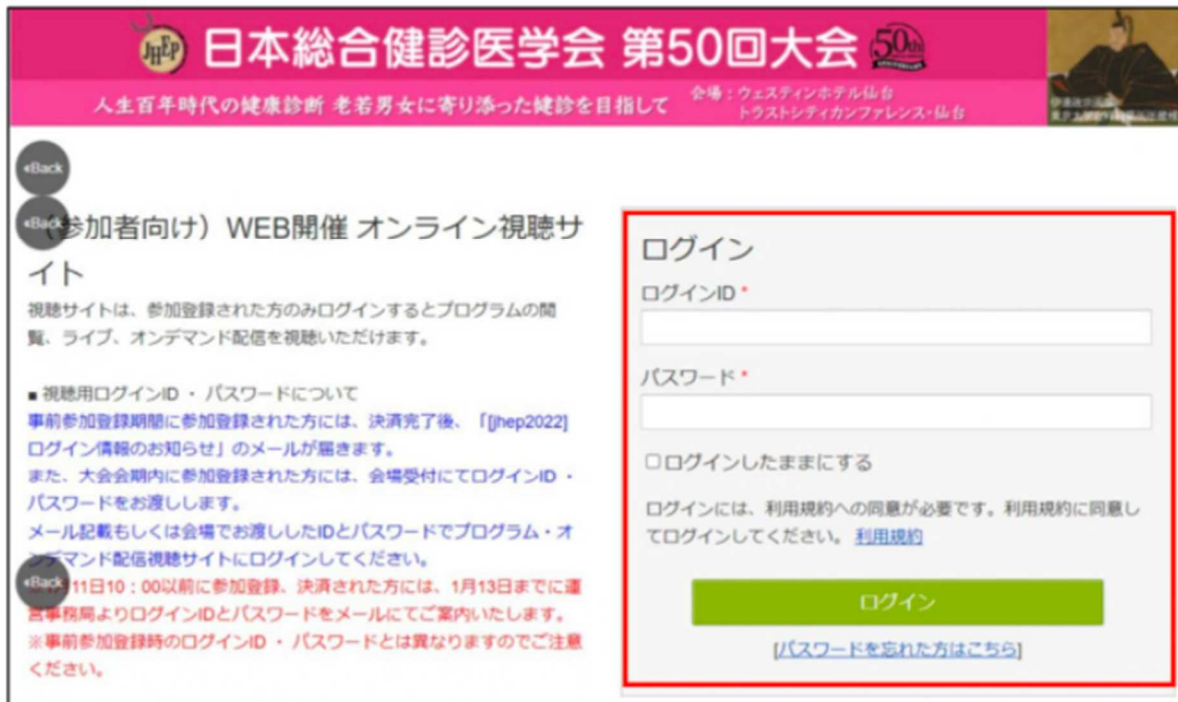 JHEP 日本総合健診医学会 第50回大会 50th
人生百年時代の健康診断 老若男女に寄り添った健診を目指して
会場：ウェスティンホテル仙台
トラストシティカンファレンス・仙台
◂Back
◂Back
（参加者向け）WEB開催 オンライン視聴サ
イト
視聴サイトは、参加登録された方のみログインするとプログラムの閲
覧、ライブ、オンデマンド配信を視聴いただけます。
■ 視聴用ログインID ・ パスワードについて
事前参加登録期間に参加登録された方には、決済完了後、「[jhep2022]
ログイン情報のお知らせ」のメールが届きます。
また、大会会期内に参加登録された方には、会場受付にてログインID ・
パスワードをお渡しします。
メール記載もしくは会場でお渡ししたIDとパスワードでプログラム・オ
ンデマンド配信視聴サイトにログインしてください。
◂Back
※1月11日10：00以前に参加登録、決済された方には、1月13日までに運
営事務局よりログインIDとパスワードをメールにてご案内いたします。
※事前参加登録時のログインID ・ パスワードとは異なりますのでご注意
ください。
ログイン
ログインID *
パスワード *
ログインしたままにする
ログインには、利用規約への同意が必要です。利用規約に同意し
てログインしてください。 利用規約
ログイン
[パスワードを忘れた方はこちら]